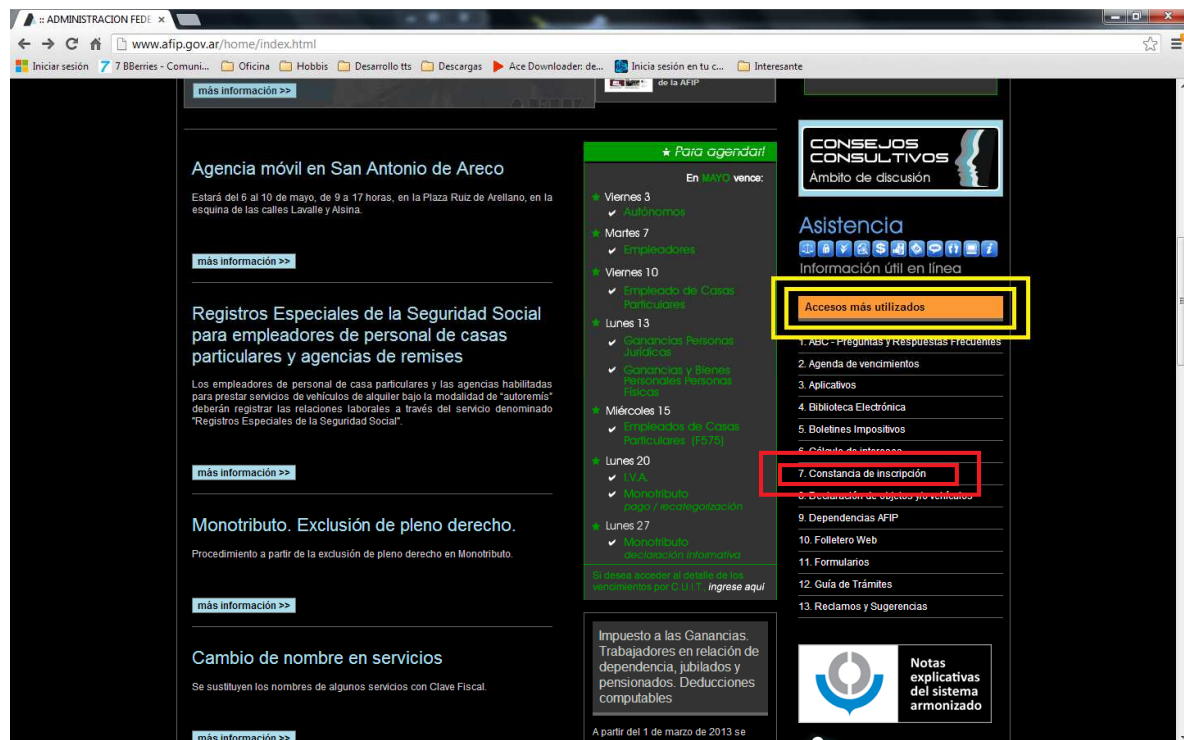 :: ADMINISTRACION FEDE
www.afip.gov.ar/home/index.html
Iniciar sesión
7 BBerries - Comuni...
Oficina
Hobbis
Desarrollo tts
Descargas
Ace Downloader: de...
Inicia sesión en tu c...
Interesante
más información >>
de la AFIP
Agencia móvil en San Antonio de Areco
Estará del 6 al 10 de mayo, de 9 a 17 horas, en la Plaza Ruiz de Arellano, en la
esquina de las calles Lavalle y Alsina.
más información >>
Registros Especiales de la Seguridad Social
para empleadores de personal de casas
particulares y agencias de remises
Los empleadores de personal de casa particulares y las agencias habilitadas
para prestar servicios de vehículos de alquiler bajo la modalidad de "autoremís"
deberán registrar las relaciones laborales a través del servicio denominado
"Registros Especiales de la Seguridad Social".
más información >>
Monotributo. Exclusión de pleno derecho.
Procedimiento a partir de la exclusión de pleno derecho en Monotributo.
más información >>
Cambio de nombre en servicios
Se sustituyen los nombres de algunos servicios con Clave Fiscal.
más información >>
Para agendar!
En MAYO vence:
Viernes 3
Autónomos
Martes 7
Empleadores
Viernes 10
Empleado de Casas
Particulares
Lunes 13
Ganancias Personas
Jurídicas
Ganancias y Bienes
Personales Personas
Físicas
Miércoles 15
Empleados de Casas
Particulares (F575)
Lunes 20
I.V.A.
Monotributo
pago / recategorización
Lunes 27
Monotributo
declaración informativa
Si desea acceder al detalle de los
vencimientos por C.U.I.T. ingrese aquí
Impuesto a las Ganancias.
Trabajadores en relación de
dependencia, jubilados y
pensionados. Deducciones
computables
A partir del 1 de marzo de 2013 se
CONSEJOS
CONSULTIVOS
Ámbito de discusión
Asistencia
Información útil en línea
Accesos más utilizados
1. ABC - Preguntas y Respuestas Frecuentes
2. Agenda de vencimientos
3. Aplicativos
4. Biblioteca Electrónica
5. Boletines Impositivos
6. Cálculo de intereses
7. Constancia de inscripción
8. Declaración de objetos y/o vehículos
9. Dependencias AFIP
10. Folletero Web
11. Formularios
12. Guía de Trámites
13. Reclamos y Sugerencias
Notas
explicativas
del sistema
armonizado